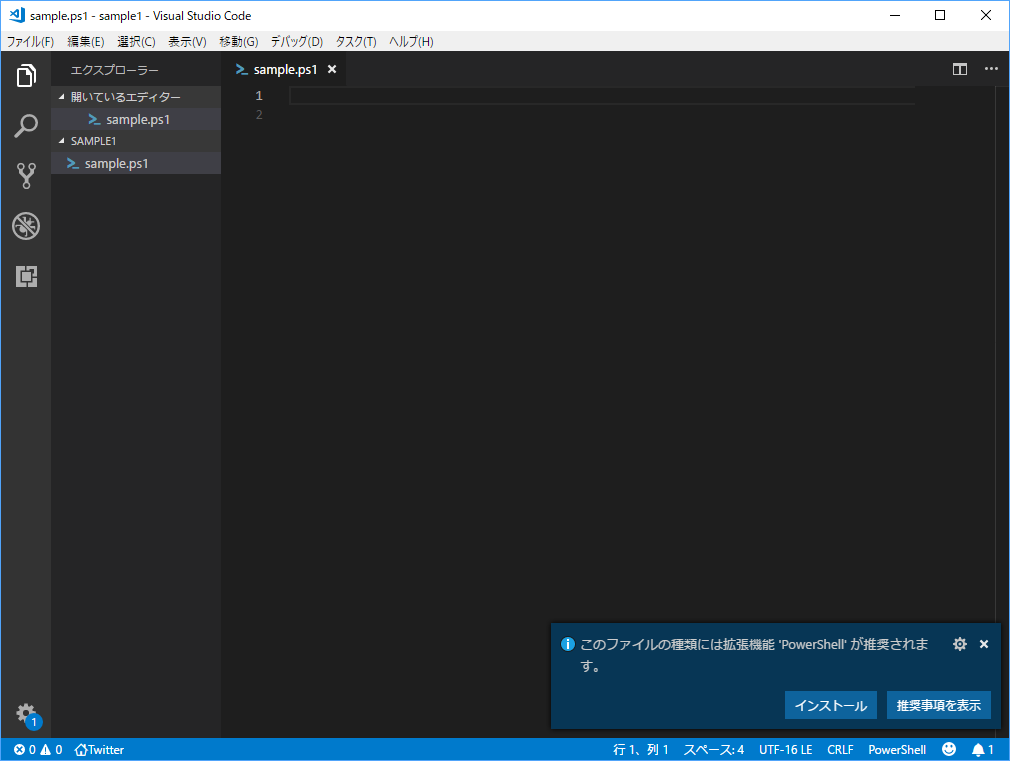 sample.ps1 - sample1 - Visual Studio Code
ファイル(F) 編集(E) 選択(C) 表示(V) 移動(G) デバッグ(D) タスク(T) ヘルプ(H)
エクスプローラー
開いているエディター
sample.ps1
SAMPLE1
sample.ps1
sample.ps1
1
2
このファイルの種類には拡張機能 'PowerShell' が推奨されま
す。
インストール 推奨事項を表示
1
0 0 Twitter 行 1、列 1 スペース: 4 UTF-16 LE CRLF PowerShell 1